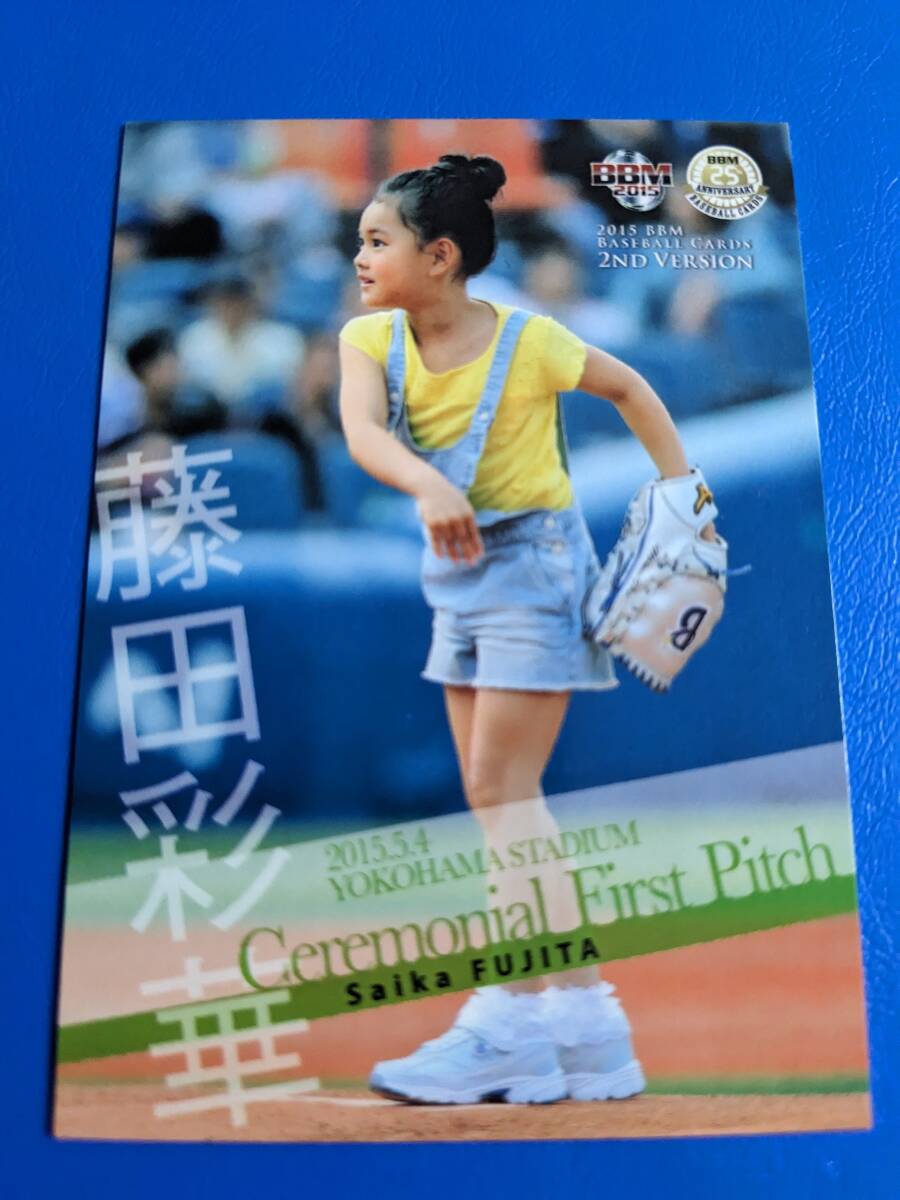 BBM
2015
BBM
25
ANNIVERSARY
BASEBALL CARDS
2015 BBM
BASEBALL CARDS
2ND VERSION
藤田彩華
2015.5.4
YOKOHAMA STADIUM
Ceremonial First Pitch
Saika FUJITA
B